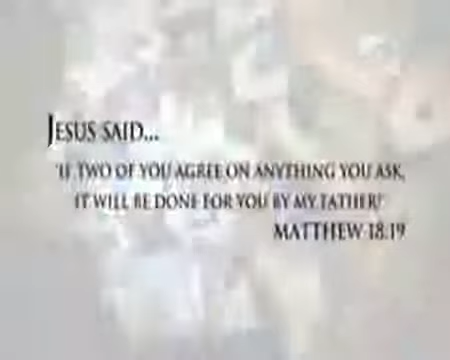 JESUS SAID...
"IF TWO OF YOU AGREE ON ANYTHING YOU ASK,
IT WILL BE DONE FOR YOU BY MY FATHER!"
MATTHEW 18:19